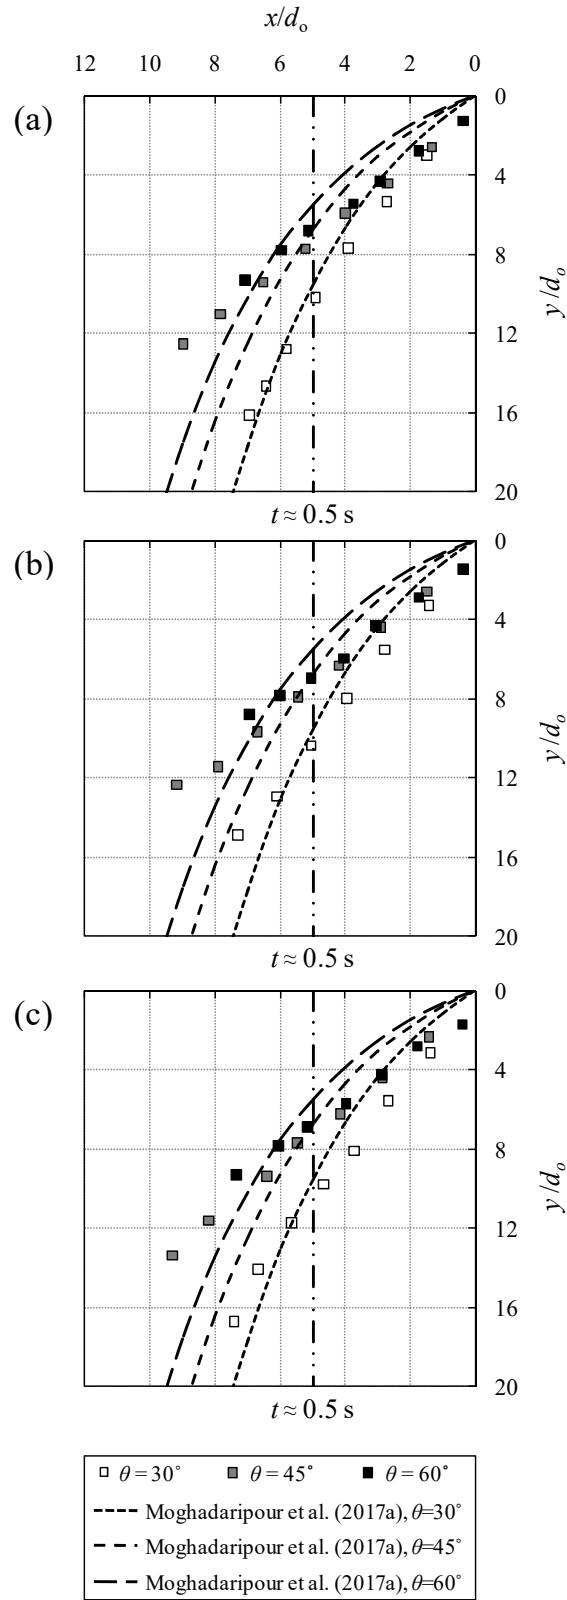 x/dₒ
12 10 8 6 4 2 0
(a)
0
4
8
12
16
20
y/dₒ
t ≈ 0.5 s
(b)
0
4
8
12
16
20
y/dₒ
t ≈ 0.5 s
(c)
0
4
8
12
16
20
y/dₒ
t ≈ 0.5 s
θ = 30° θ = 45° θ = 60°
Moghadaripour et al. (2017a), θ=30°
Moghadaripour et al. (2017a), θ=45°
Moghadaripour et al. (2017a), θ=60°